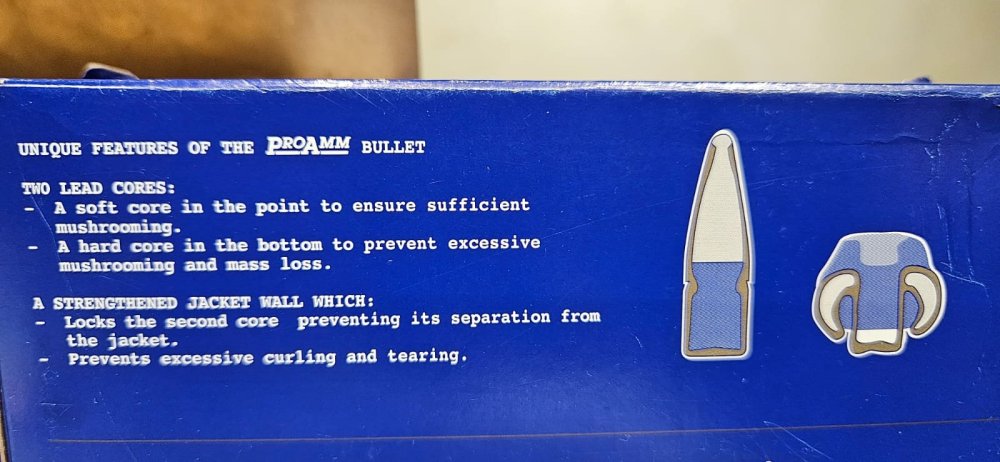 UNIQUE FEATURES OF THE PROAMM BULLET
TWO LEAD CORES:
- A soft core in the point to ensure sufficient
mushrooming.
- A hard core in the bottom to prevent excessive
mushrooming and mass loss.
A STRENGTHENED JACKET WALL WHICH:
- Locks the second core preventing its separation from
the jacket.
- Prevents excessive curling and tearing.